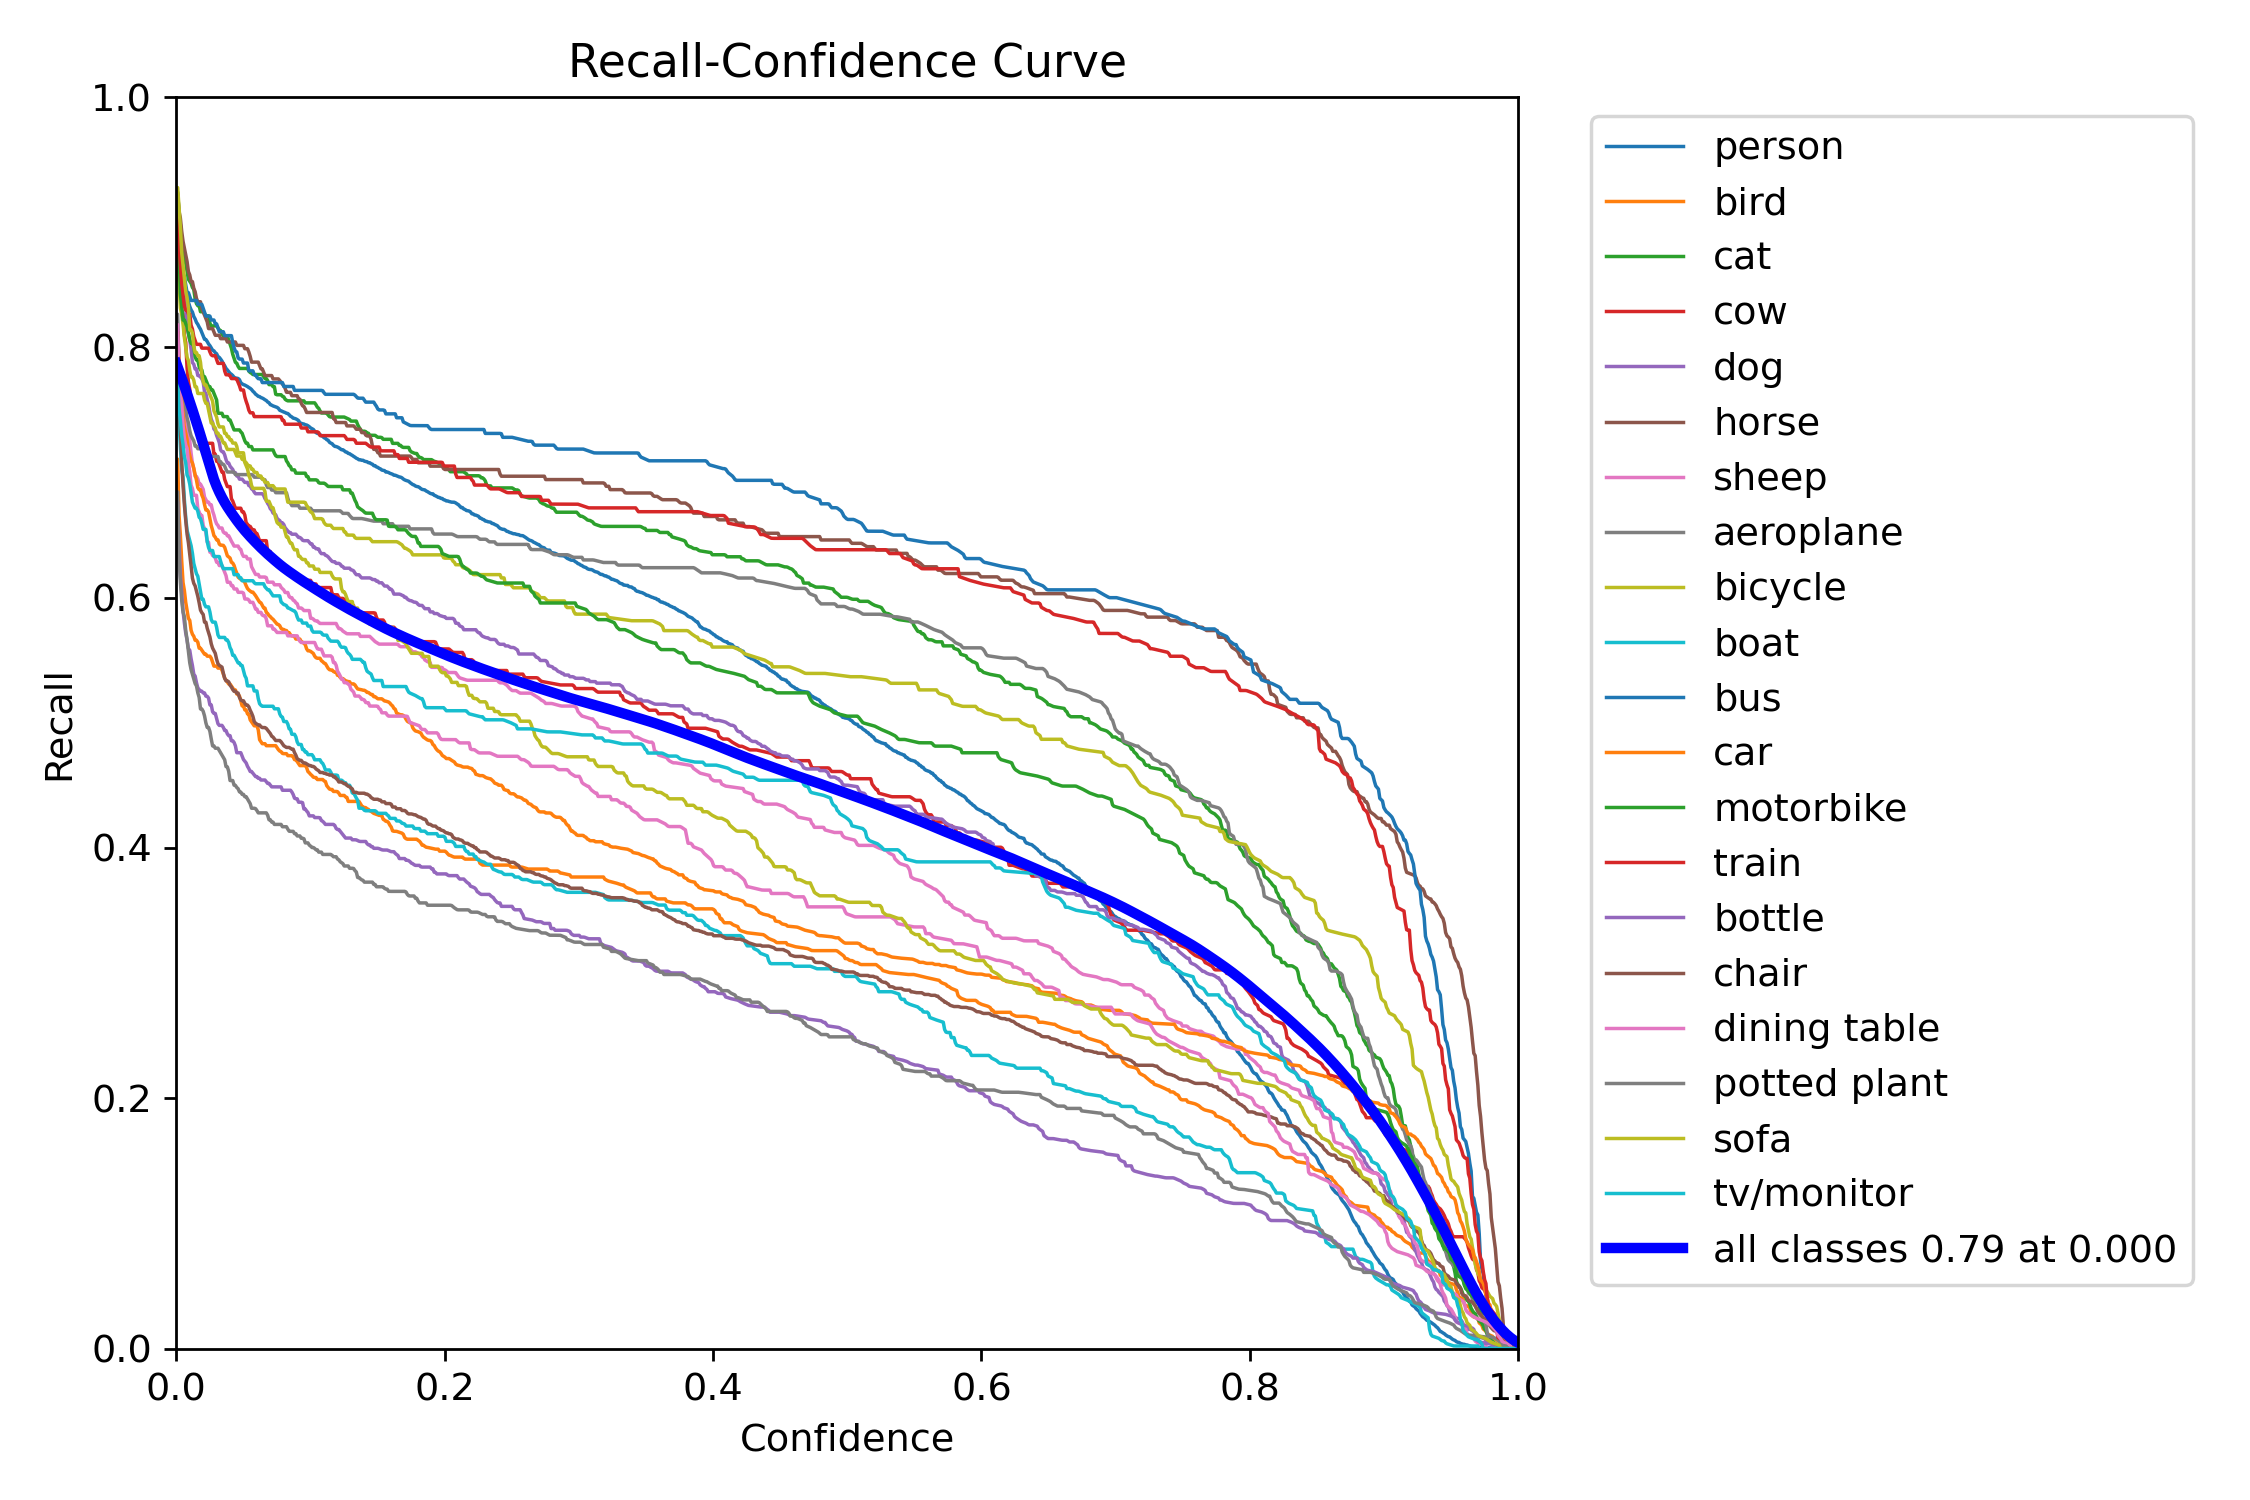 Recall-Confidence Curve
1.0
0.8
0.6
0.4
0.2
0.0
Recall
0.0 0.2 0.4 0.6 0.8 1.0
Confidence
person
bird
cat
cow
dog
horse
sheep
aeroplane
bicycle
boat
bus
car
motorbike
train
bottle
chair
dining table
potted plant
sofa
tv/monitor
all classes 0.79 at 0.000